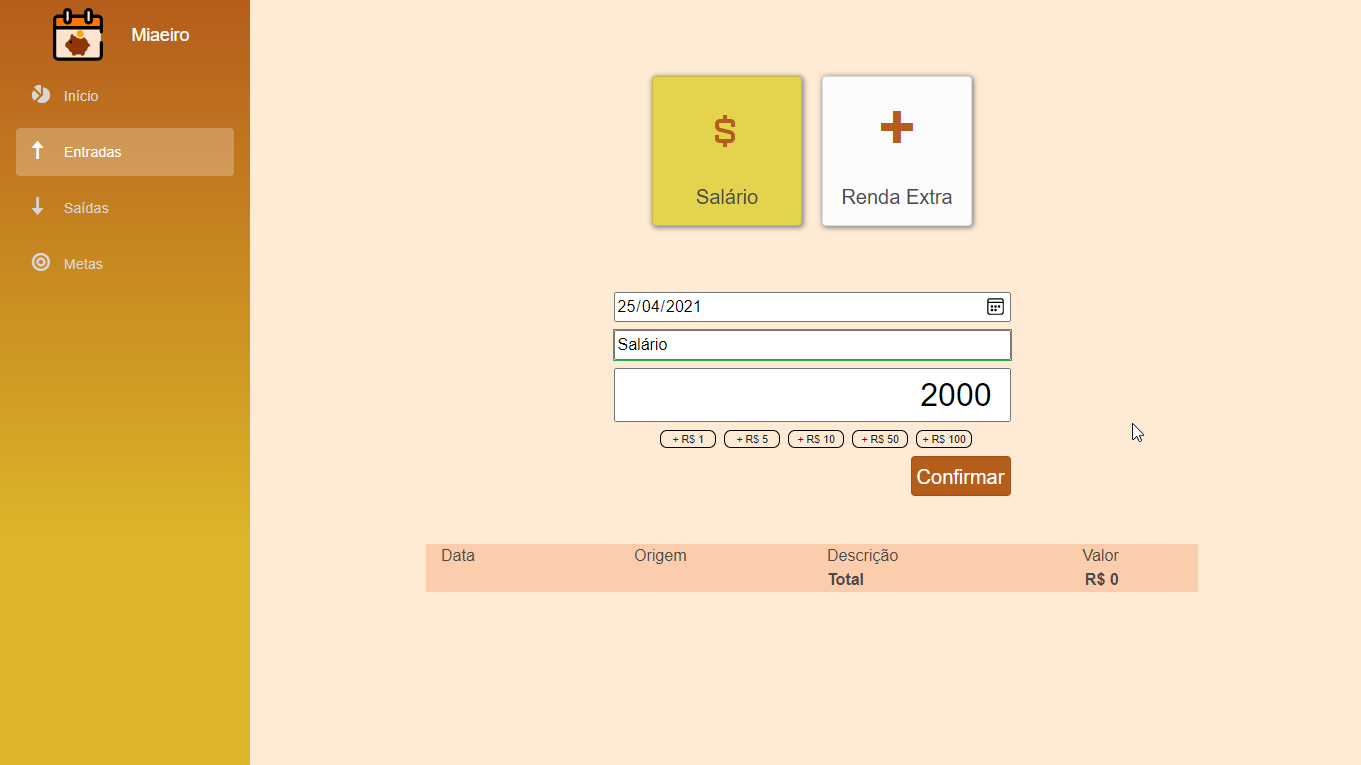 Miaeiro
Início
Entradas
Saídas
Metas
$
Salário
Renda Extra
25/04/2021
Salário
2000
+ R$ 1
+ R$ 5
+ R$ 10
+ R$ 50
+ R$ 100
Confirmar
Data Origem Descrição Valor
Total R$ 0